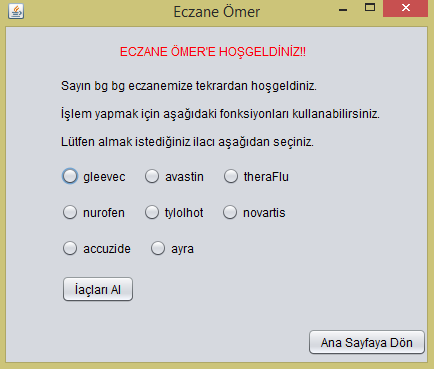 Eczane Ömer
ECZANE ÖMER'E HOŞGELDİNİZ!!
Sayın bg bg eczanemize tekrardan hoşgeldiniz.
İşlem yapmak için aşağıdaki fonksiyonları kullanabilirsiniz.
Lütfen almak istediğiniz ilacı aşağıdan seçiniz.
gleevec avastin theraFlu
nurofen tylolhot novartis
accuzide ayra
İaçları Al
Ana Sayfaya Dön